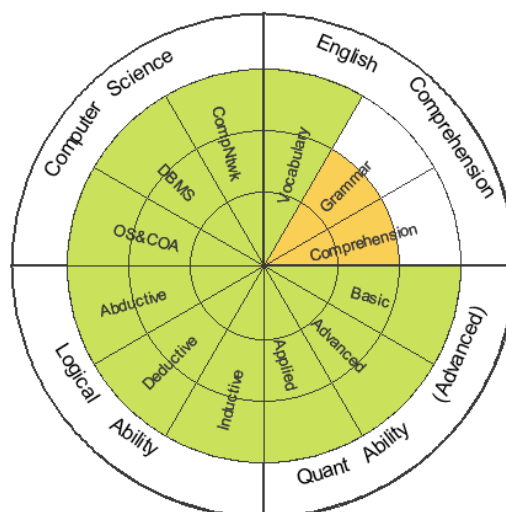 Computer Science
English Comprehension
CompNtwk
Vocabulary
DBMS
Grammar
OS&COA
Comprehension
Abductive
Basic
Deductive
Advanced
Inductive
Applied
Logical Ability
Quant Ability (Advanced)